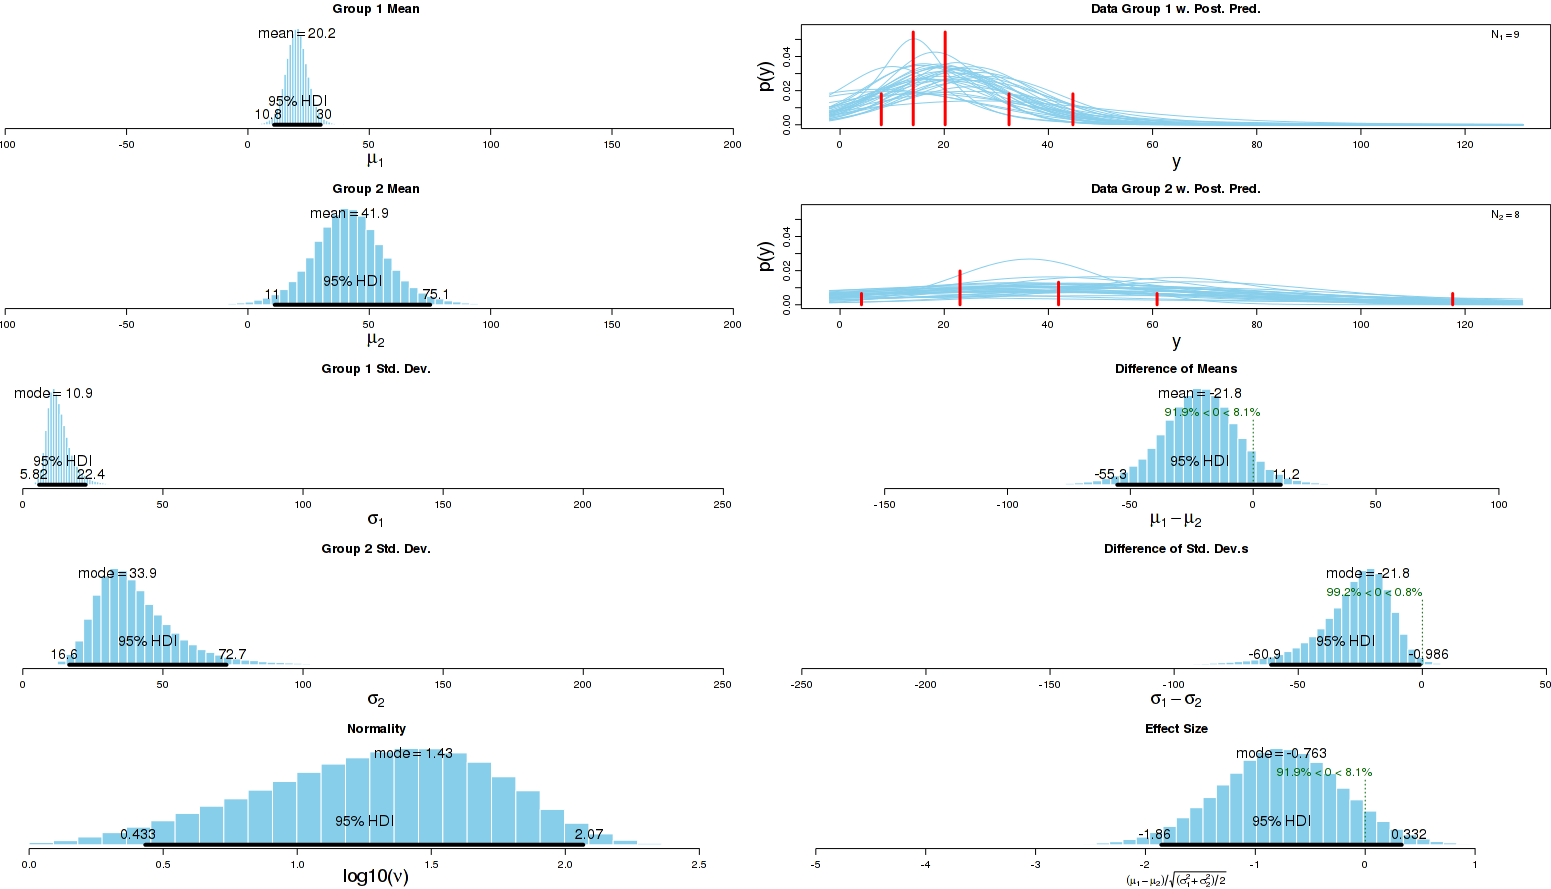 Group 1 Mean
mean = 20.2
95% HDI
10.8 30
00 -50 0 50 100 150 200
μ1
Data Group 1 w. Post. Pred.
N1 = 9
p(y)
0.00 0.02 0.04
0 20 40 60 80 100 120
y
Group 2 Mean
mean = 41.9
95% HDI
11 75.1
00 -50 0 50 100 150 200
μ2
Data Group 2 w. Post. Pred.
N2 = 8
p(y)
0.00 0.02 0.04
0 20 40 60 80 100 120
y
Group 1 Std. Dev.
mode = 10.9
95% HDI
5.82 22.4
0 50 100 150 200 250
σ1
Difference of Means
mean = -21.8
91.9% < 0 < 8.1%
95% HDI
-55.3 11.2
-150 -100 -50 0 50 100
μ1 − μ2
Group 2 Std. Dev.
mode = 33.9
95% HDI
16.6 72.7
0 50 100 150 200 250
σ2
Difference of Std. Dev.s
mode = -21.8
99.2% < 0 < 0.8%
95% HDI
-60.9 -0.986
-250 -200 -150 -100 -50 0 50
σ1 − σ2
Normality
mode = 1.43
95% HDI
0.433 2.07
0.0 0.5 1.0 1.5 2.0 2.5
log10(ν)
Effect Size
mode = -0.763
91.9% < 0 < 8.1%
95% HDI
-1.86 0.332
-5 -4 -3 -2 -1 0 1
(μ1 − μ2)/√(σ1² + σ2²)/2